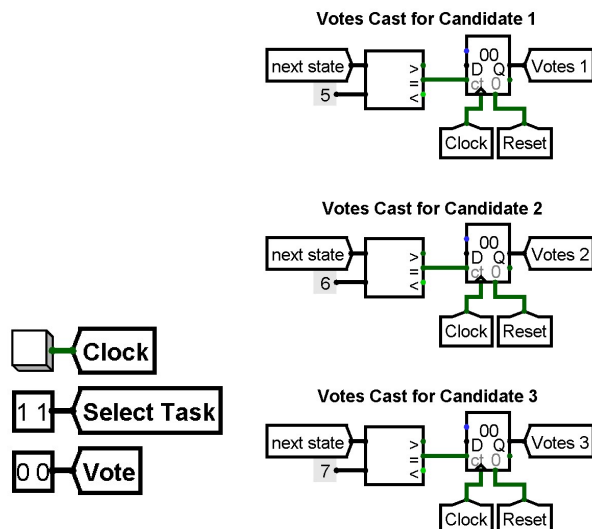 Votes Cast for Candidate 1
next state
5
>
=
<
00
D Q
ct 0
Votes 1
Clock
Reset
Votes Cast for Candidate 2
next state
6
>
=
<
00
D Q
ct 0
Votes 2
Clock
Reset
Clock
1 1 Select Task
0 0 Vote
Votes Cast for Candidate 3
next state
7
>
=
<
00
D Q
ct 0
Votes 3
Clock
Reset